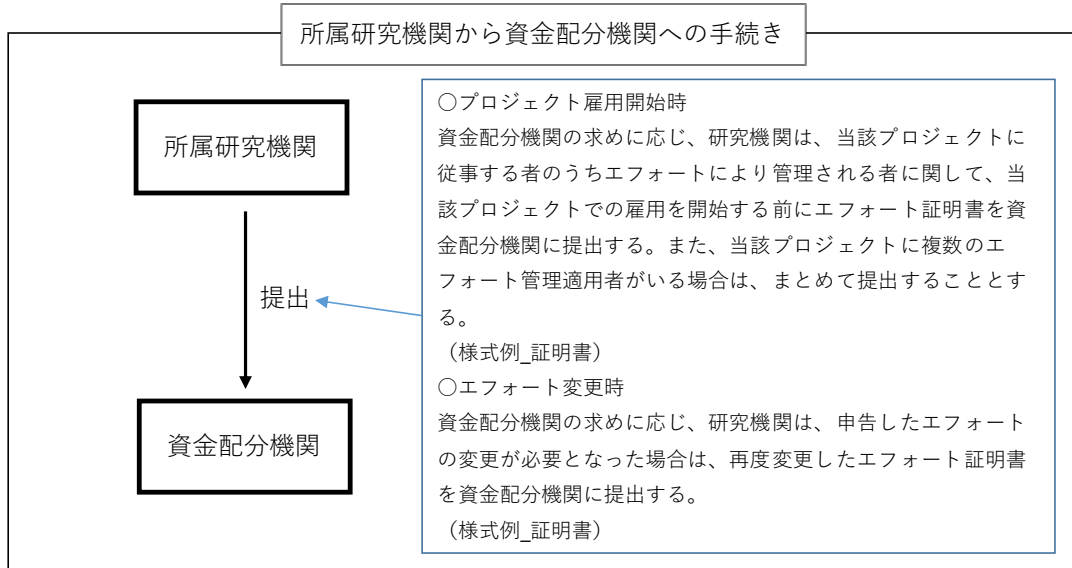 所属研究機関から資金配分機関への手続き
所属研究機関
提出
資金配分機関
○プロジェクト雇用開始時
資金配分機関の求めに応じ、研究機関は、当該プロジェクトに
従事する者のうちエフォートにより管理される者に関して、当
該プロジェクトでの雇用を開始する前にエフォート証明書を資
金配分機関に提出する。また、当該プロジェクトに複数のエ
フォート管理適用者がいる場合は、まとめて提出することとす
る。
（様式例_証明書）
○エフォート変更時
資金配分機関の求めに応じ、研究機関は、申告したエフォート
の変更が必要となった場合は、再度変更したエフォート証明書
を資金配分機関に提出する。
（様式例_証明書）